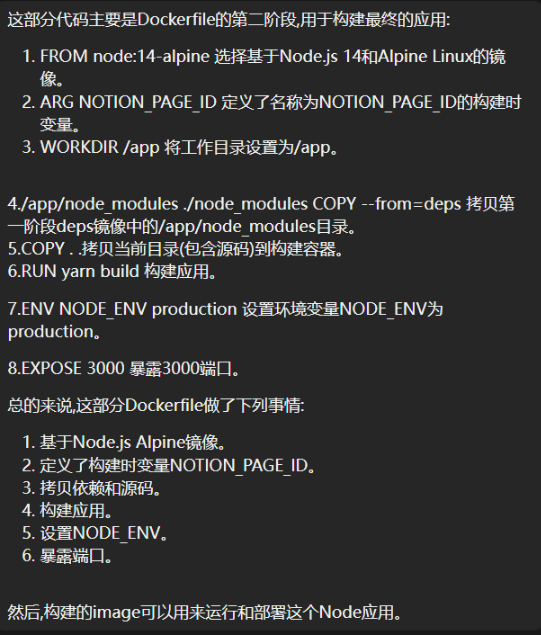 这部分代码主要是Dockerfile的第二阶段,用于构建最终的应用:
1. FROM node:14-alpine 选择基于Node.js 14和Alpine Linux的镜
像。
2. ARG NOTION_PAGE_ID 定义了名称为NOTION_PAGE_ID的构建时
变量。
3. WORKDIR /app 将工作目录设置为/app。
4./app/node_modules ./node_modules COPY --from=deps 拷贝第
一阶段deps镜像中的/app/node_modules目录。
5.COPY . .拷贝当前目录(包含源码)到构建容器。
6.RUN yarn build 构建应用。
7.ENV NODE_ENV production 设置环境变量NODE_ENV为
production。
8.EXPOSE 3000 暴露3000端口。
总的来说,这部分Dockerfile做了下列事情:
1. 基于Node.js Alpine镜像。
2. 定义了构建时变量NOTION_PAGE_ID。
3. 拷贝依赖和源码。
4. 构建应用。
5. 设置NODE_ENV。
6. 暴露端口。
然后,构建的image可以用来运行和部署这个Node应用。